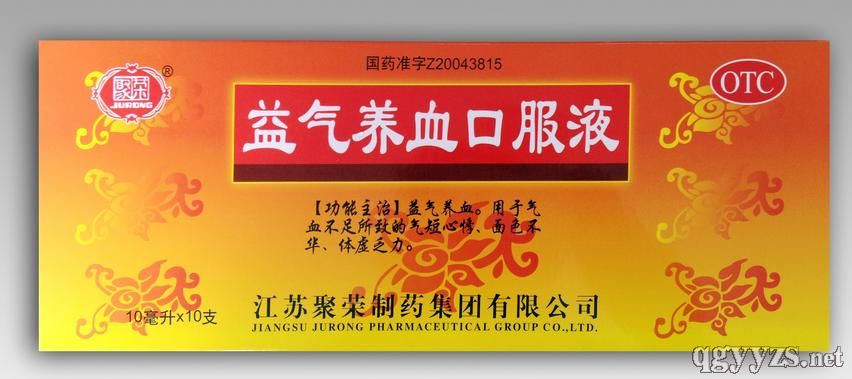 国药准字Z20043815
聚荣
JURONG
®
OTC
益气养血口服液
【功能主治】益气养血。用于气
血不足所致的气短心悸、面色不
华、体虚乏力。
10毫升x10支
江苏聚荣制药集团有限公司
JIANGSU JURONG PHARMACEUTICAL GROUP CO.,LTD.
qgyyzs.net